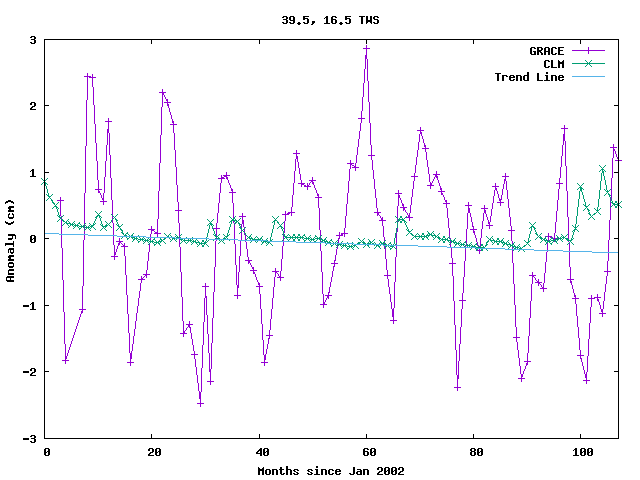 39.5, 16.5 TWS
GRACE
CLM
Trend Line
3
2
1
0
-1
-2
-3
Anomaly (cm)
0 20 40 60 80 100
Months since Jan 2002